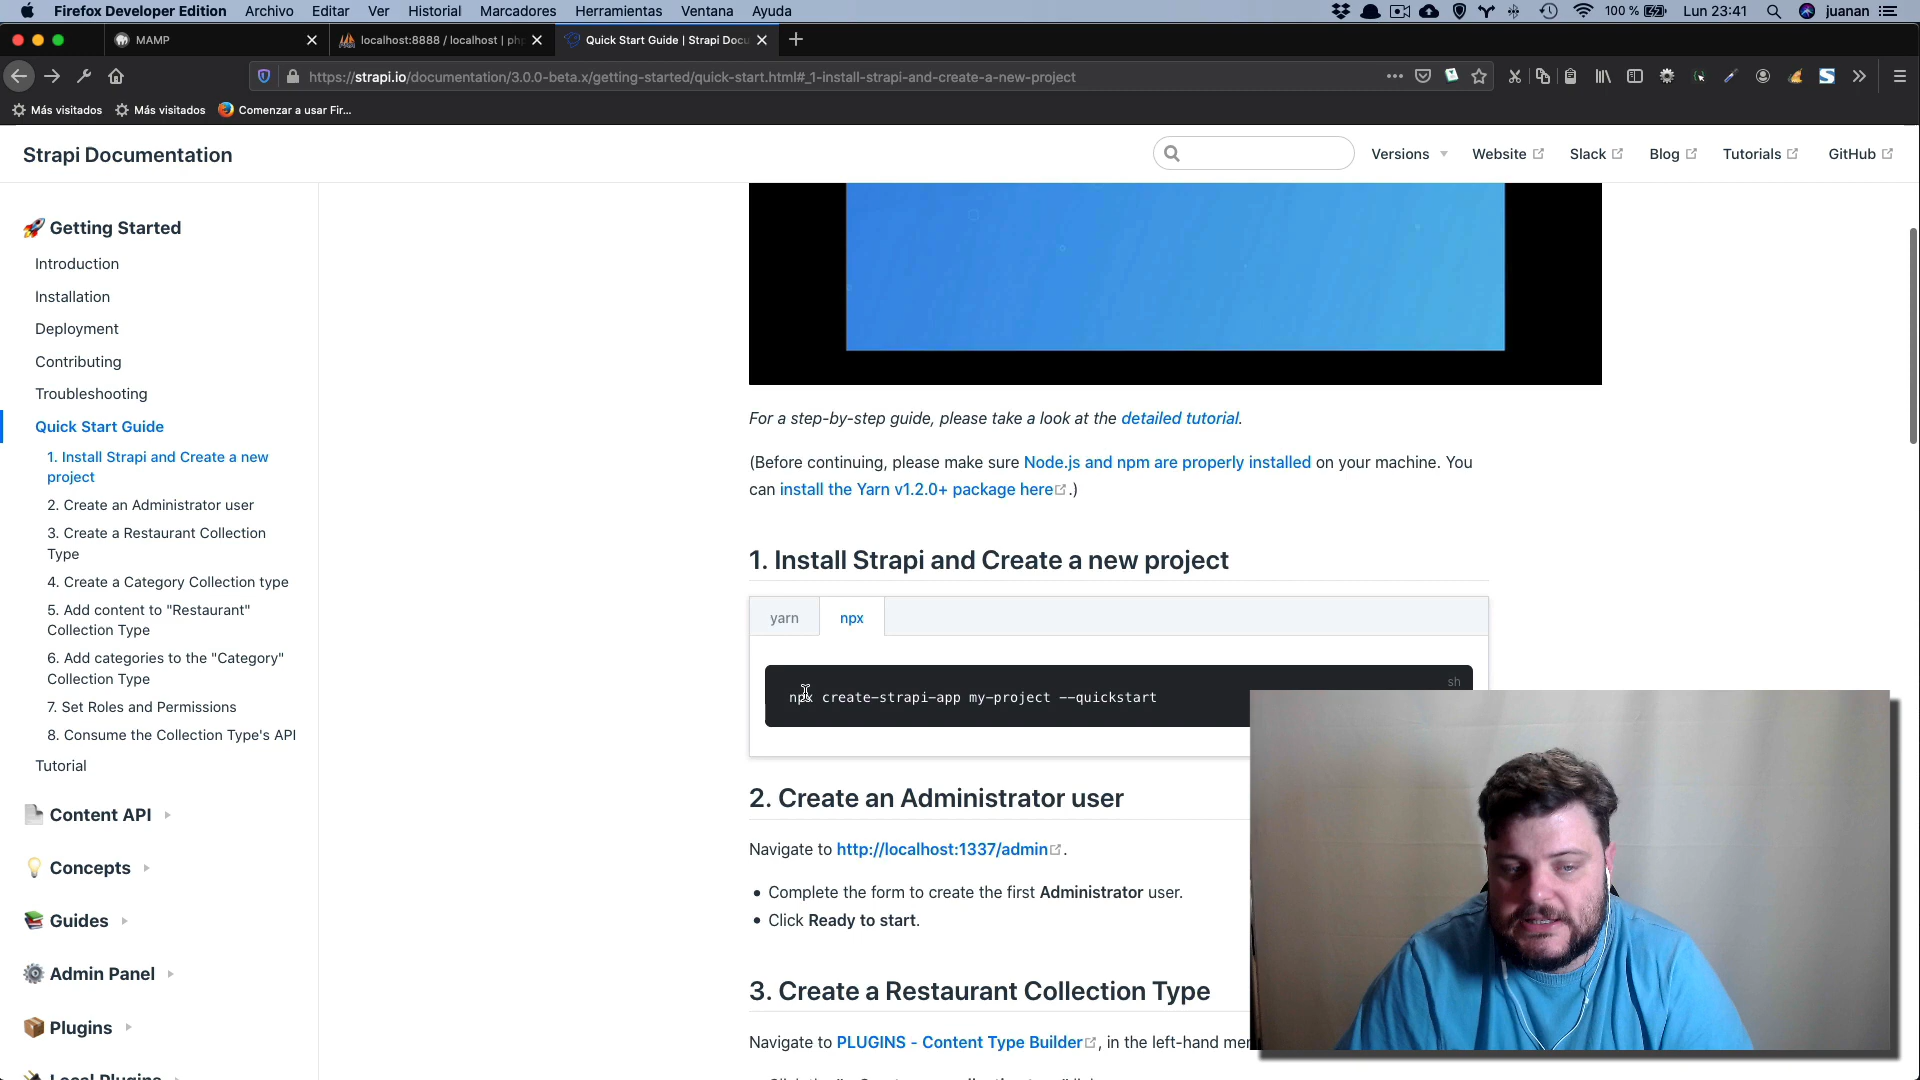 Firefox Developer Edition Archivo Editar Ver Historial Marcadores Herramientas Ventana Ayuda 100 % Lun 23:41 juanan
MAMP localhost:8888 / localhost | ph Quick Start Guide | Strapi Docu
https://strapi.io/documentation/3.0.0-beta.x/getting-started/quick-start.html#_1-install-strapi-and-create-a-new-project
Más visitados Más visitados Comenzar a usar Fir...
Strapi Documentation Versions Website Slack Blog Tutorials GitHub
Getting Started
Introduction
Installation
Deployment
Contributing
Troubleshooting
Quick Start Guide
1. Install Strapi and Create a new
project
2. Create an Administrator user
3. Create a Restaurant Collection
Type
4. Create a Category Collection type
5. Add content to "Restaurant"
Collection Type
6. Add categories to the "Category"
Collection Type
7. Set Roles and Permissions
8. Consume the Collection Type's API
Tutorial
Content API
Concepts
Guides
Admin Panel
Plugins
Local Plugins
For a step-by-step guide, please take a look at the detailed tutorial.
(Before continuing, please make sure Node.js and npm are properly installed on your machine. You
can install the Yarn v1.2.0+ package here.)
1. Install Strapi and Create a new project
yarn npx
sh
npx create-strapi-app my-project --quickstart
2. Create an Administrator user
Navigate to http://localhost:1337/admin.
• Complete the form to create the first Administrator user.
• Click Ready to start.
3. Create a Restaurant Collection Type
Navigate to PLUGINS - Content Type Builder, in the left-hand